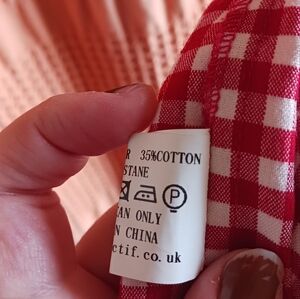 R 35%COTTON
STANE
P
AN ONLY
N CHINA
ctif.co.uk